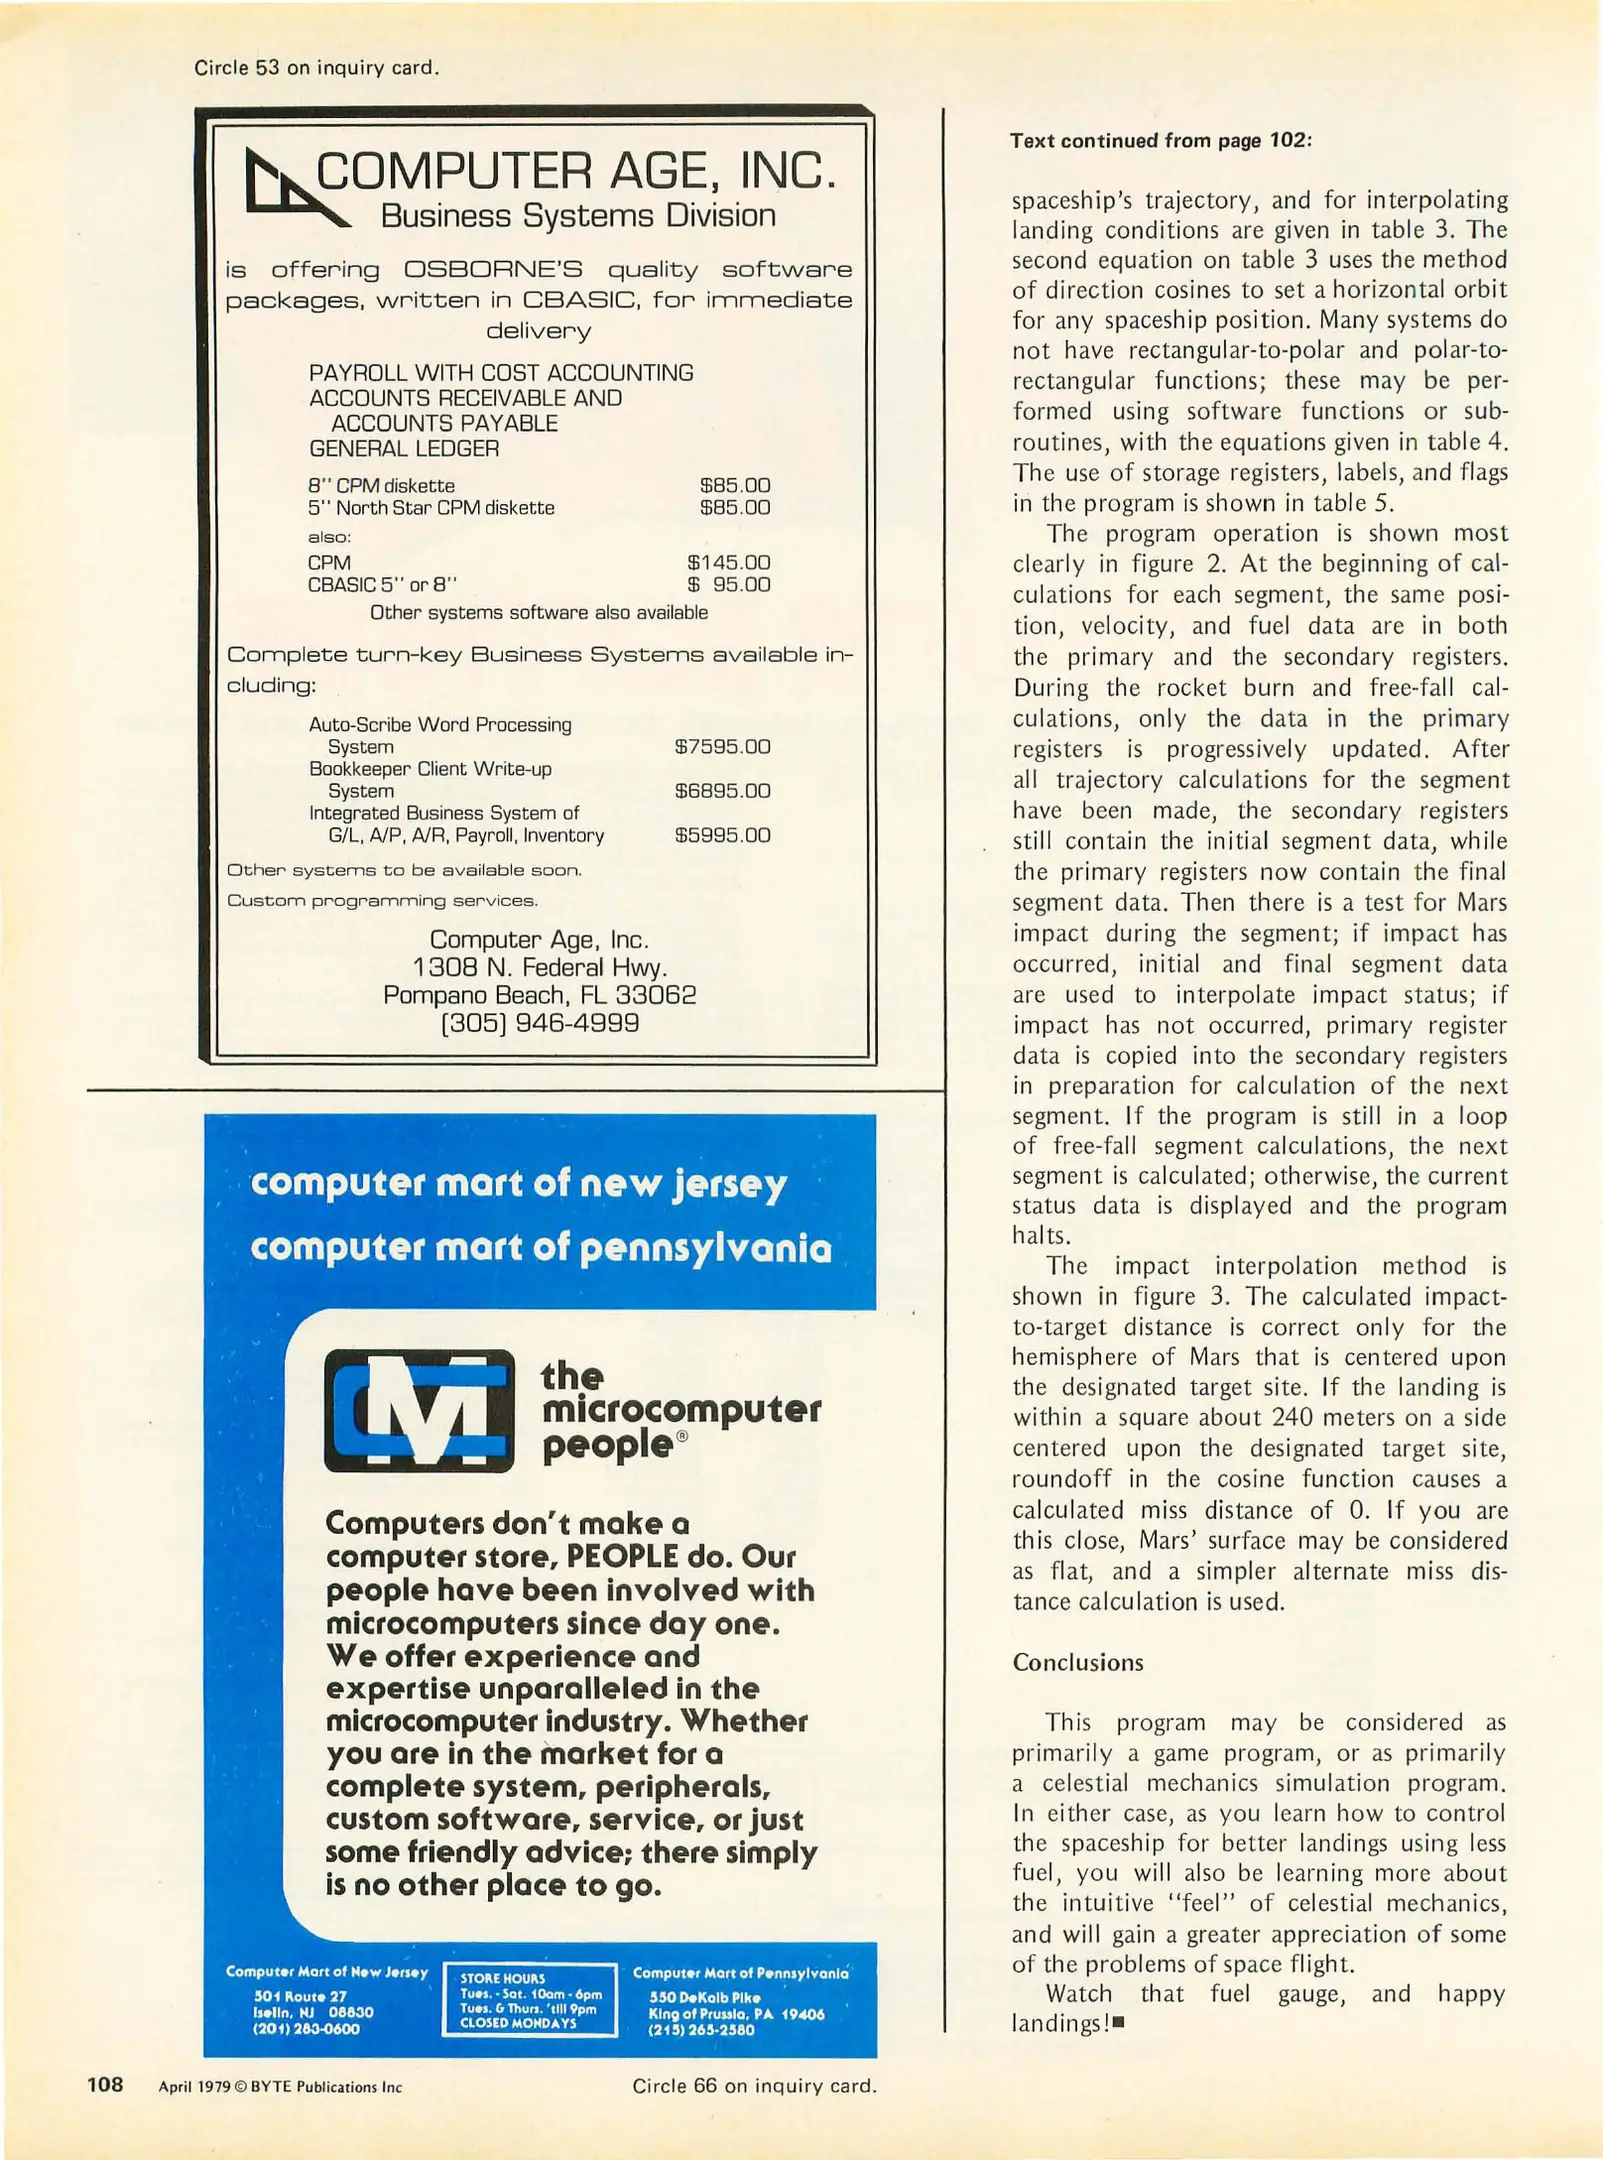 Circle 53 on inquiry card.
COMPUTER AGE, INC.
Business Systems Division
is offering OSBORNE'S quality software
packages, written in CBASIC, for immediate
delivery
PAYROLL WITH COST ACCOUNTING
ACCOUNTS RECEIVABLE AND
ACCOUNTS PAYABLE
GENERAL LEDGER
8'' CPM diskette $85.00
5'' North Star CPM diskette $85.00
also:
CPM $145.00
CBASIC 5'' or 8'' $ 95.00
Other systems software also available
Complete turn-key Business Systems available in-
cluding:
Auto-Scribe Word Processing
System $7595.00
Bookkeeper Client Write-up
System $6895.00
Integrated Business System of
G/L, A/P, A/R, Payroll, Inventory $5995.00
Other systems to be available soon.
Custom programming services.
Computer Age, Inc.
1308 N. Federal Hwy.
Pompano Beach, FL 33062
(305) 946-4999
computer mart of new jersey
computer mart of pennsylvania
the
microcomputer
people®
Computers don't make a
computer store, PEOPLE do. Our
people have been involved with
microcomputers since day one.
We offer experience and
expertise unparalleled in the
microcomputer industry. Whether
you are in the market for a
complete system, peripherals,
custom software, service, or just
some friendly advice; there simply
is no other place to go.
Computer Mart of New Jersey
501 Route 27
Iselin, NJ 08830
(201) 283-0600
STORE HOURS
Tues. - Sat. 10am - 6pm
Tues. & Thurs. 'till 9pm
CLOSED MONDAYS
Computer Mart of Pennsylvania
550 DeKalb Pike
King of Prussia, PA 19406
(215) 265-2580
Text continued from page 102:
spaceship's trajectory, and for interpolating
landing conditions are given in table 3. The
second equation on table 3 uses the method
of direction cosines to set a horizontal orbit
for any spaceship position. Many systems do
not have rectangular-to-polar and polar-to-
rectangular functions; these may be per-
formed using software functions or sub-
routines, with the equations given in table 4.
The use of storage registers, labels, and flags
in the program is shown in table 5.
The program operation is shown most
clearly in figure 2. At the beginning of cal-
culations for each segment, the same posi-
tion, velocity, and fuel data are in both
the primary and the secondary registers.
During the rocket burn and free-fall cal-
culations, only the data in the primary
registers is progressively updated. After
all trajectory calculations for the segment
have been made, the secondary registers
still contain the initial segment data, while
the primary registers now contain the final
segment data. Then there is a test for Mars
impact during the segment; if impact has
occurred, initial and final segment data
are used to interpolate impact status; if
impact has not occurred, primary register
data is copied into the secondary registers
in preparation for calculation of the next
segment. If the program is still in a loop
of free-fall segment calculations, the next
segment is calculated; otherwise, the current
status data is displayed and the program
halts.
The impact interpolation method is
shown in figure 3. The calculated impact-
to-target distance is correct only for the
hemisphere of Mars that is centered upon
the designated target site. If the landing is
within a square about 240 meters on a side
centered upon the designated target site,
roundoff in the cosine function causes a
calculated miss distance of 0. If you are
this close, Mars' surface may be considered
as flat, and a simpler alternate miss dis-
tance calculation is used.
Conclusions
This program may be considered as
primarily a game program, or as primarily
a celestial mechanics simulation program.
In either case, as you learn how to control
the spaceship for better landings using less
fuel, you will also be learning more about
the intuitive "feel" of celestial mechanics,
and will gain a greater appreciation of some
of the problems of space flight.
Watch that fuel gauge, and happy
landings!■
108 April 1979 © BYTE Publications Inc
Circle 66 on inquiry card.